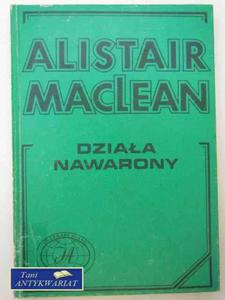 ALISTAIR
MACLEAN
DZIAŁA
NAWARONY
Tani
ANTYKWARIAT